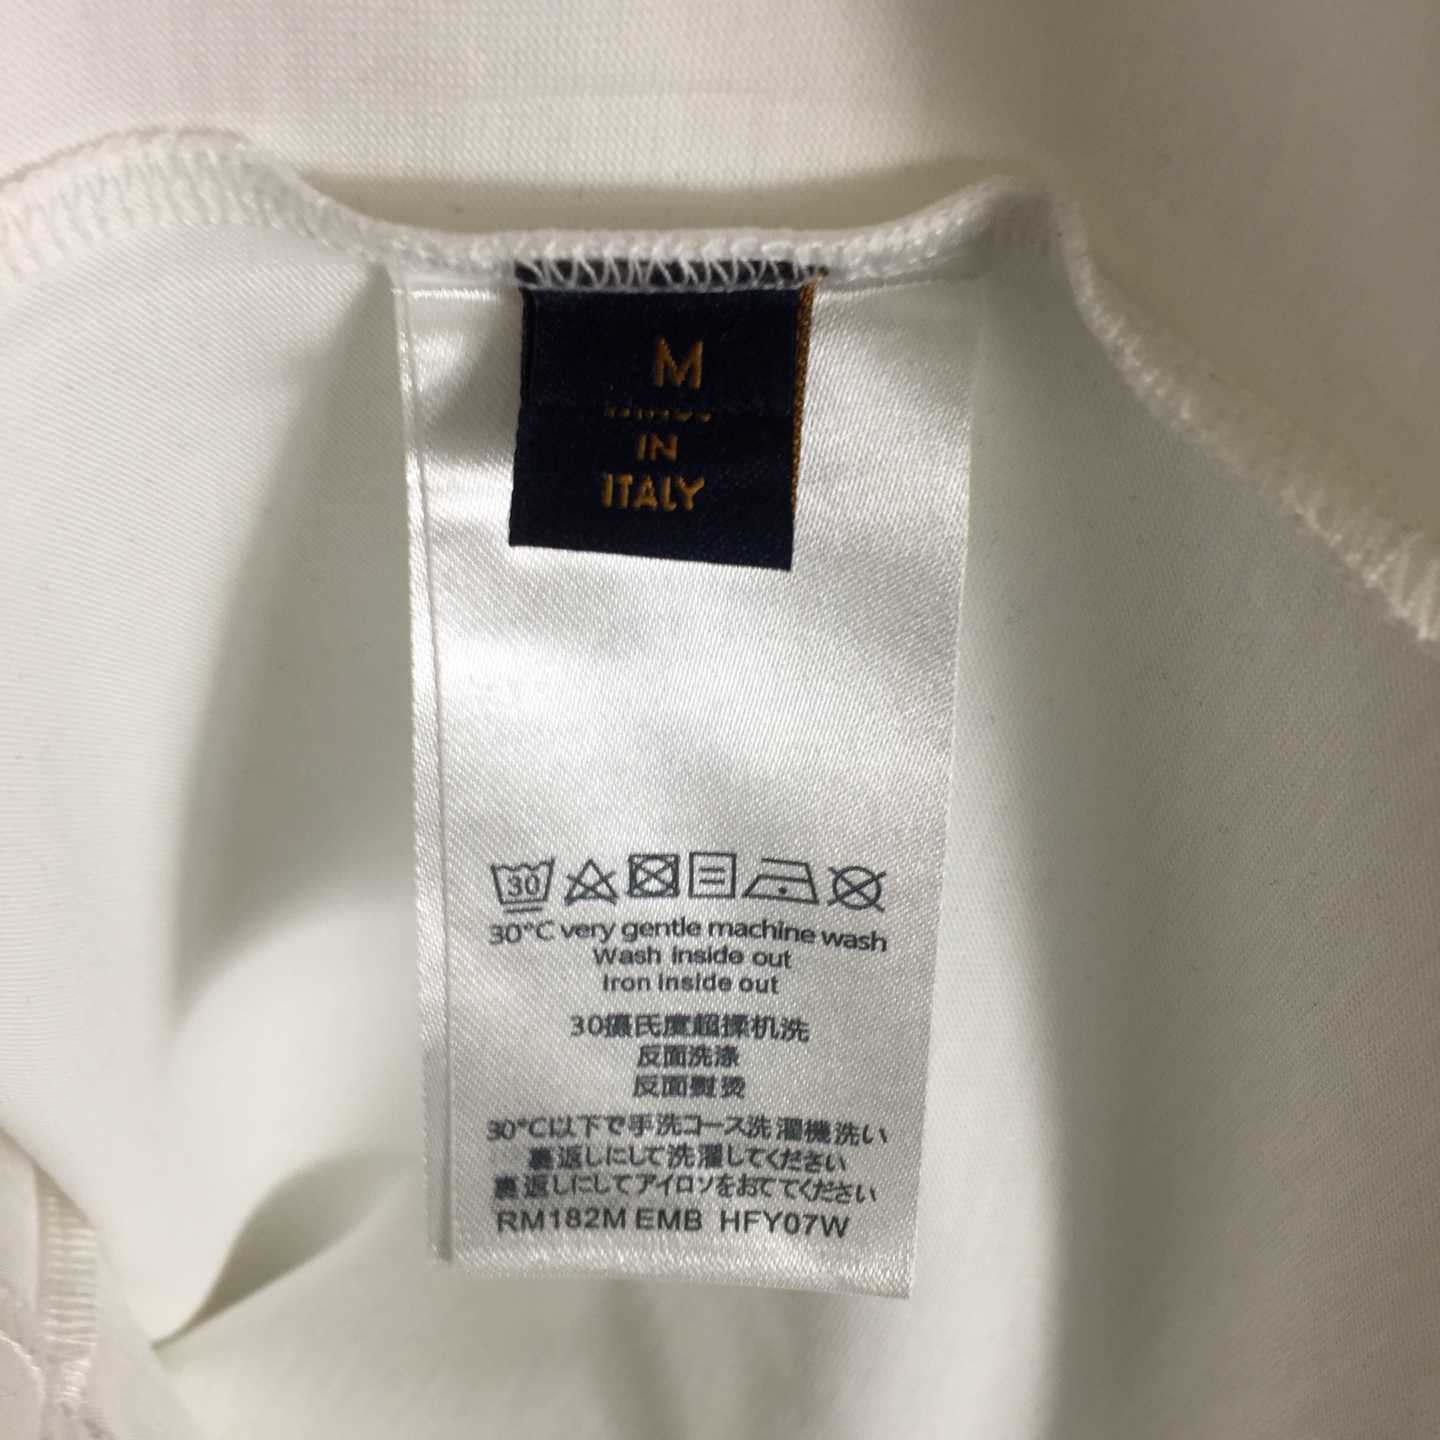 M
IN
ITALY
30
30°C very gentle machine wash
Wash inside out
Iron inside out
30摄氏度超揉机洗
反面洗涤
反面熨烫
30°C以下で手洗コース洗濯機洗い
裏返しにして洗濯してください
裏返しにしてアイロソをおててください
RM182M EMB HFY07W